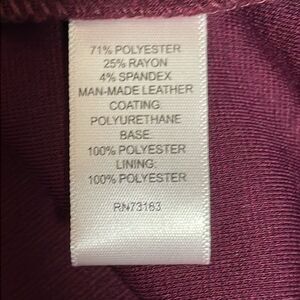 71% POLYESTER
25% RAYON
4% SPANDEX
MAN-MADE LEATHER
COATING:
POLYURETHANE
BASE:
100% POLYESTER
LINING:
100% POLYESTER
RN73163